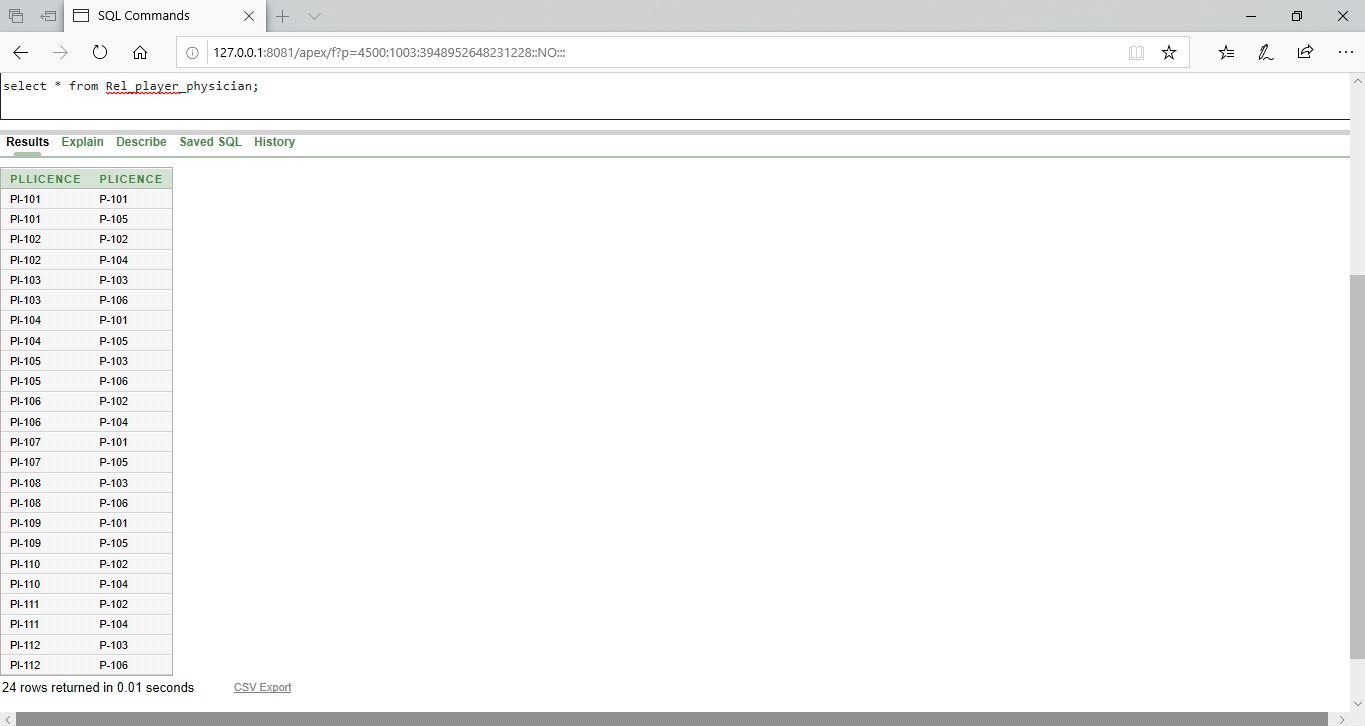 SQL Commands
127.0.0.1:8081/apex/f?p=4500:1003:3948952648231228::NO:::
select * from Rel_player_physician;
Results Explain Describe Saved SQL History
PLLICENCE PLICENCE
Pl-101 P-101
Pl-101 P-105
Pl-102 P-102
Pl-102 P-104
Pl-103 P-103
Pl-103 P-106
Pl-104 P-101
Pl-104 P-105
Pl-105 P-103
Pl-105 P-106
Pl-106 P-102
Pl-106 P-104
Pl-107 P-101
Pl-107 P-105
Pl-108 P-103
Pl-108 P-106
Pl-109 P-101
Pl-109 P-105
Pl-110 P-102
Pl-110 P-104
Pl-111 P-102
Pl-111 P-104
Pl-112 P-103
Pl-112 P-106
24 rows returned in 0.01 seconds CSV Export